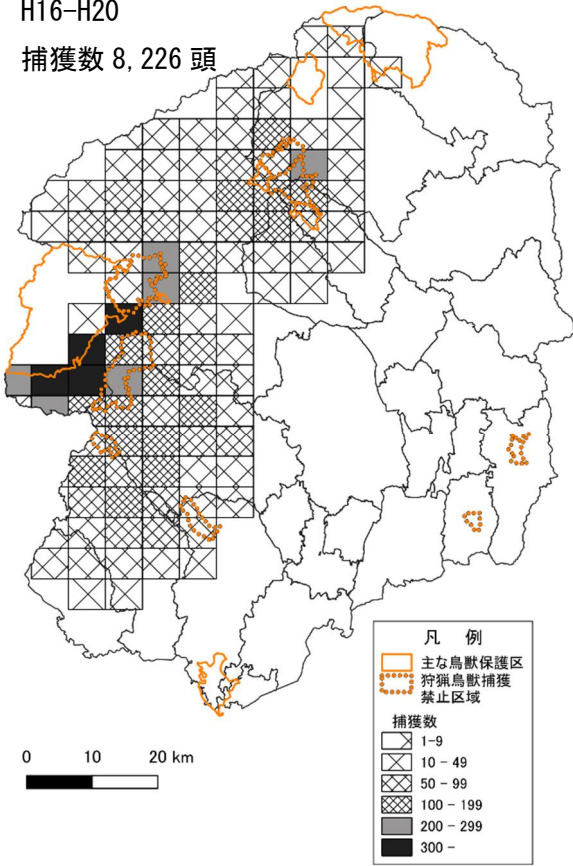 H16-H20
捕獲数 8,226 頭
凡 例
主な鳥獣保護区
狩猟鳥獣捕獲
禁止区域
捕獲数
1-9
10 - 49
50 - 99
100 - 199
200 - 299
300 -
0 10 20 km